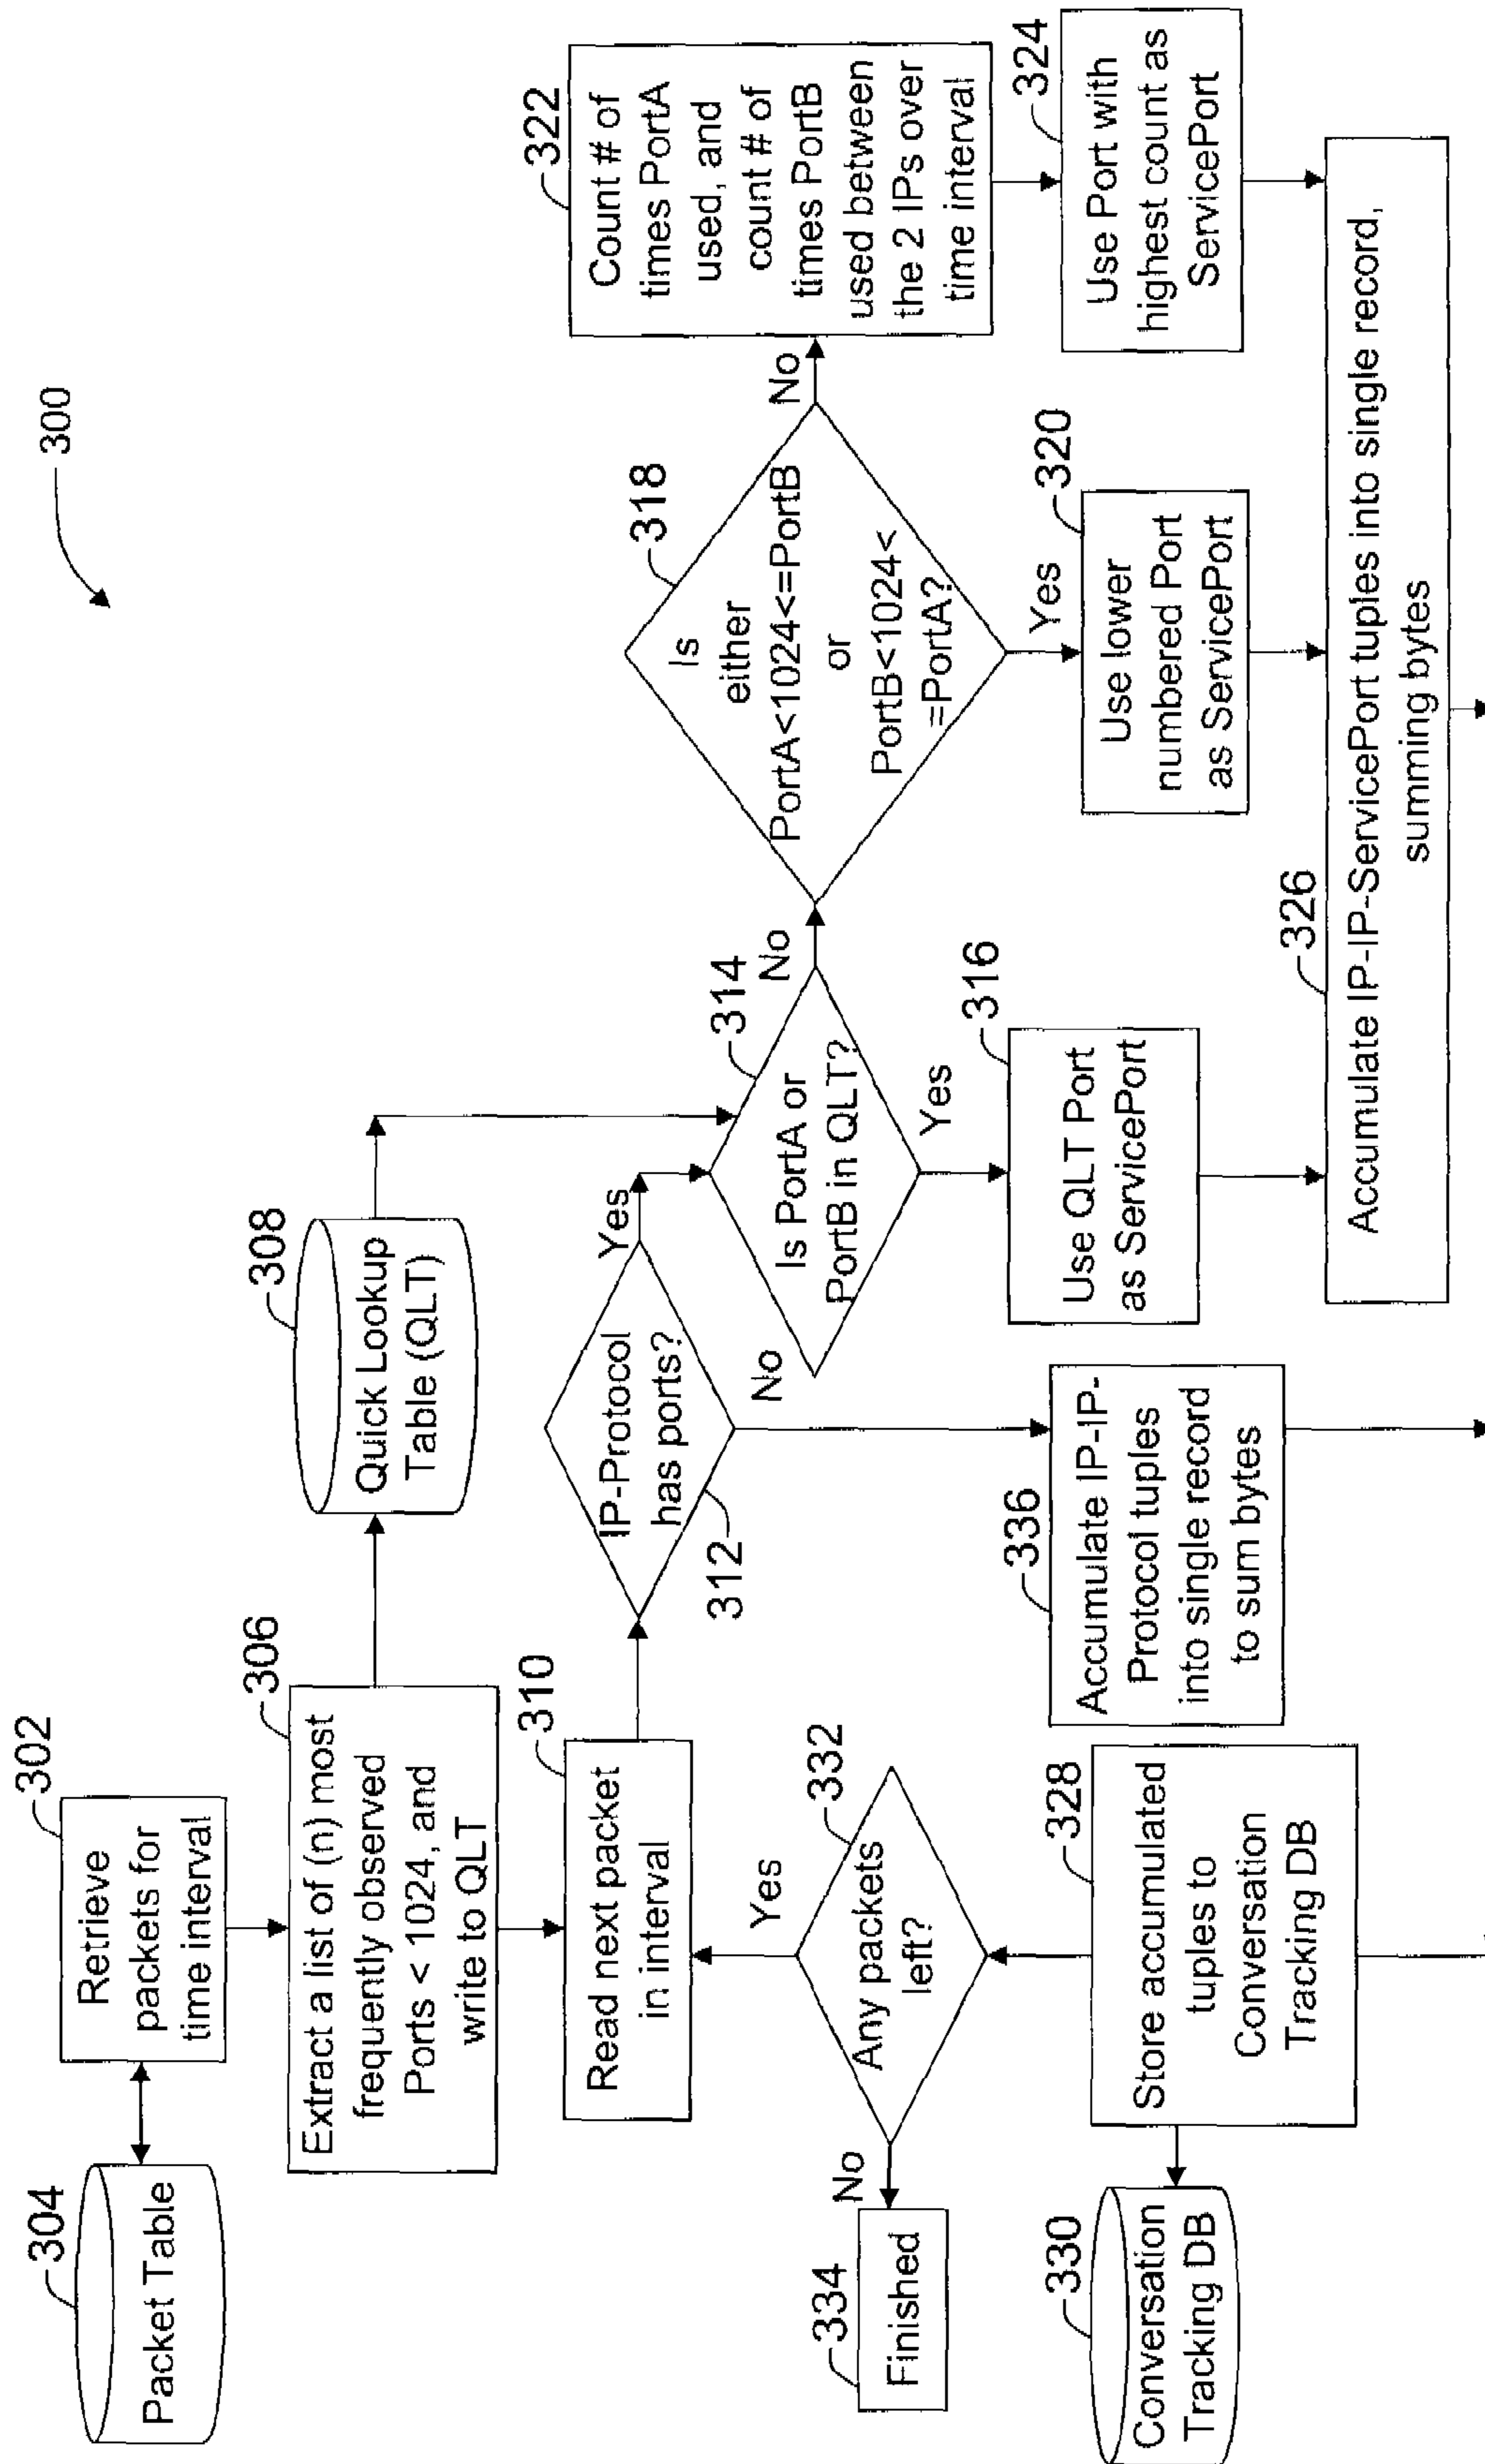 300
302
Retrieve
packets for
time interval
304
Packet Table
306
Extract a list of (n) most
frequently observed
Ports < 1024, and
write to QLT
308
Quick Lookup
Table (QLT)
310
Read next packet
in interval
312
IP-Protocol
has ports?
Yes
No
314
Is PortA or
PortB in QLT?
No
Yes
316
Use QLT Port
as ServicePort
318
Is
either
PortA<1024<=PortB
or
PortB<1024<
=PortA?
No
Yes
320
Use lower
numbered Port
as ServicePort
322
Count # of
times PortA
used, and
count # of
times PortB
used between
the 2 IPs over
time interval
324
Use Port with
highest count as
ServicePort
326
Accumulate IP-IP-ServicePort tuples into single record,
summing bytes
336
Accumulate IP-IP-
Protocol tuples
into single record
to sum bytes
332
Any packets
left?
Yes
No
334
Finished
328
Store accumulated
tuples to
Conversation
Tracking DB
330
Conversation
Tracking DB